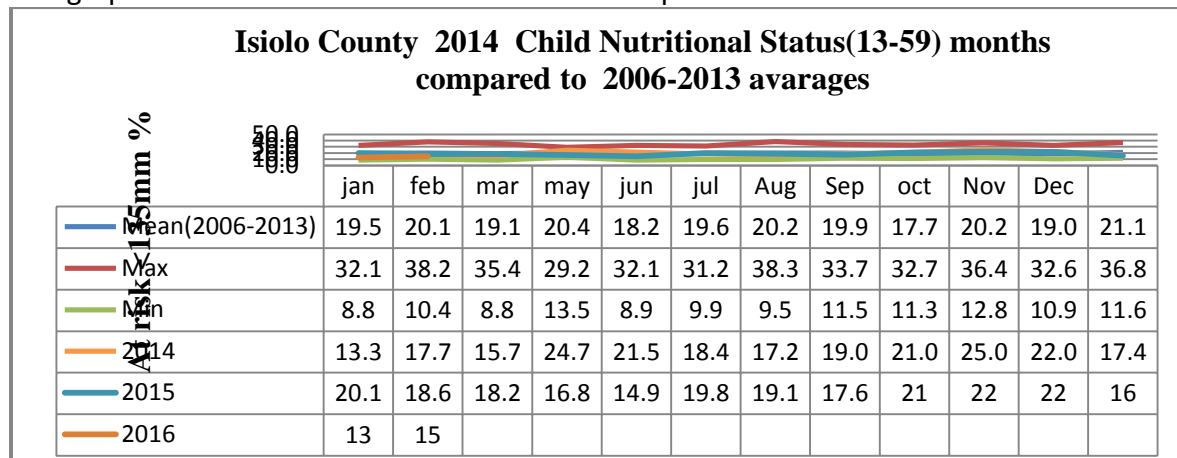 Isiolo County 2014 Child Nutritional Status(13-59) months
compared to 2006-2013 avarages
At risk <135mm %
50.0
0.0
jan feb mar may jun jul Aug Sep oct Nov Dec
Mean(2006-2013) 19.5 20.1 19.1 20.4 18.2 19.6 20.2 19.9 17.7 20.2 19.0 21.1
Max 32.1 38.2 35.4 29.2 32.1 31.2 38.3 33.7 32.7 36.4 32.6 36.8
Min 8.8 10.4 8.8 13.5 8.9 9.9 9.5 11.5 11.3 12.8 10.9 11.6
2014 13.3 17.7 15.7 24.7 21.5 18.4 17.2 19.0 21.0 25.0 22.0 17.4
2015 20.1 18.6 18.2 16.8 14.9 19.8 19.1 17.6 21 22 22 16
2016 13 15